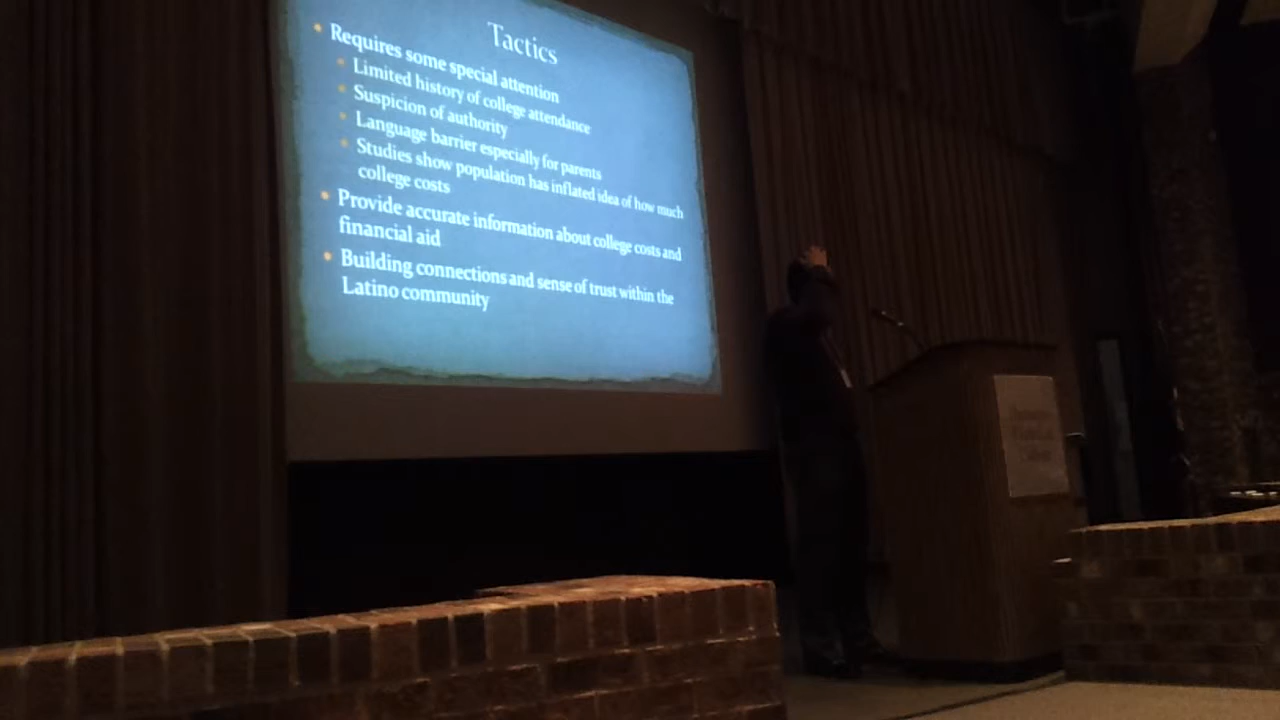 Tactics
Requires some special attention
Limited history of college attendance
Suspicion of authority
Language barrier especially for parents
Studies show population has inflated idea of how much
college costs
Provide accurate information about college costs and
financial aid
Building connections and sense of trust within the
Latino community